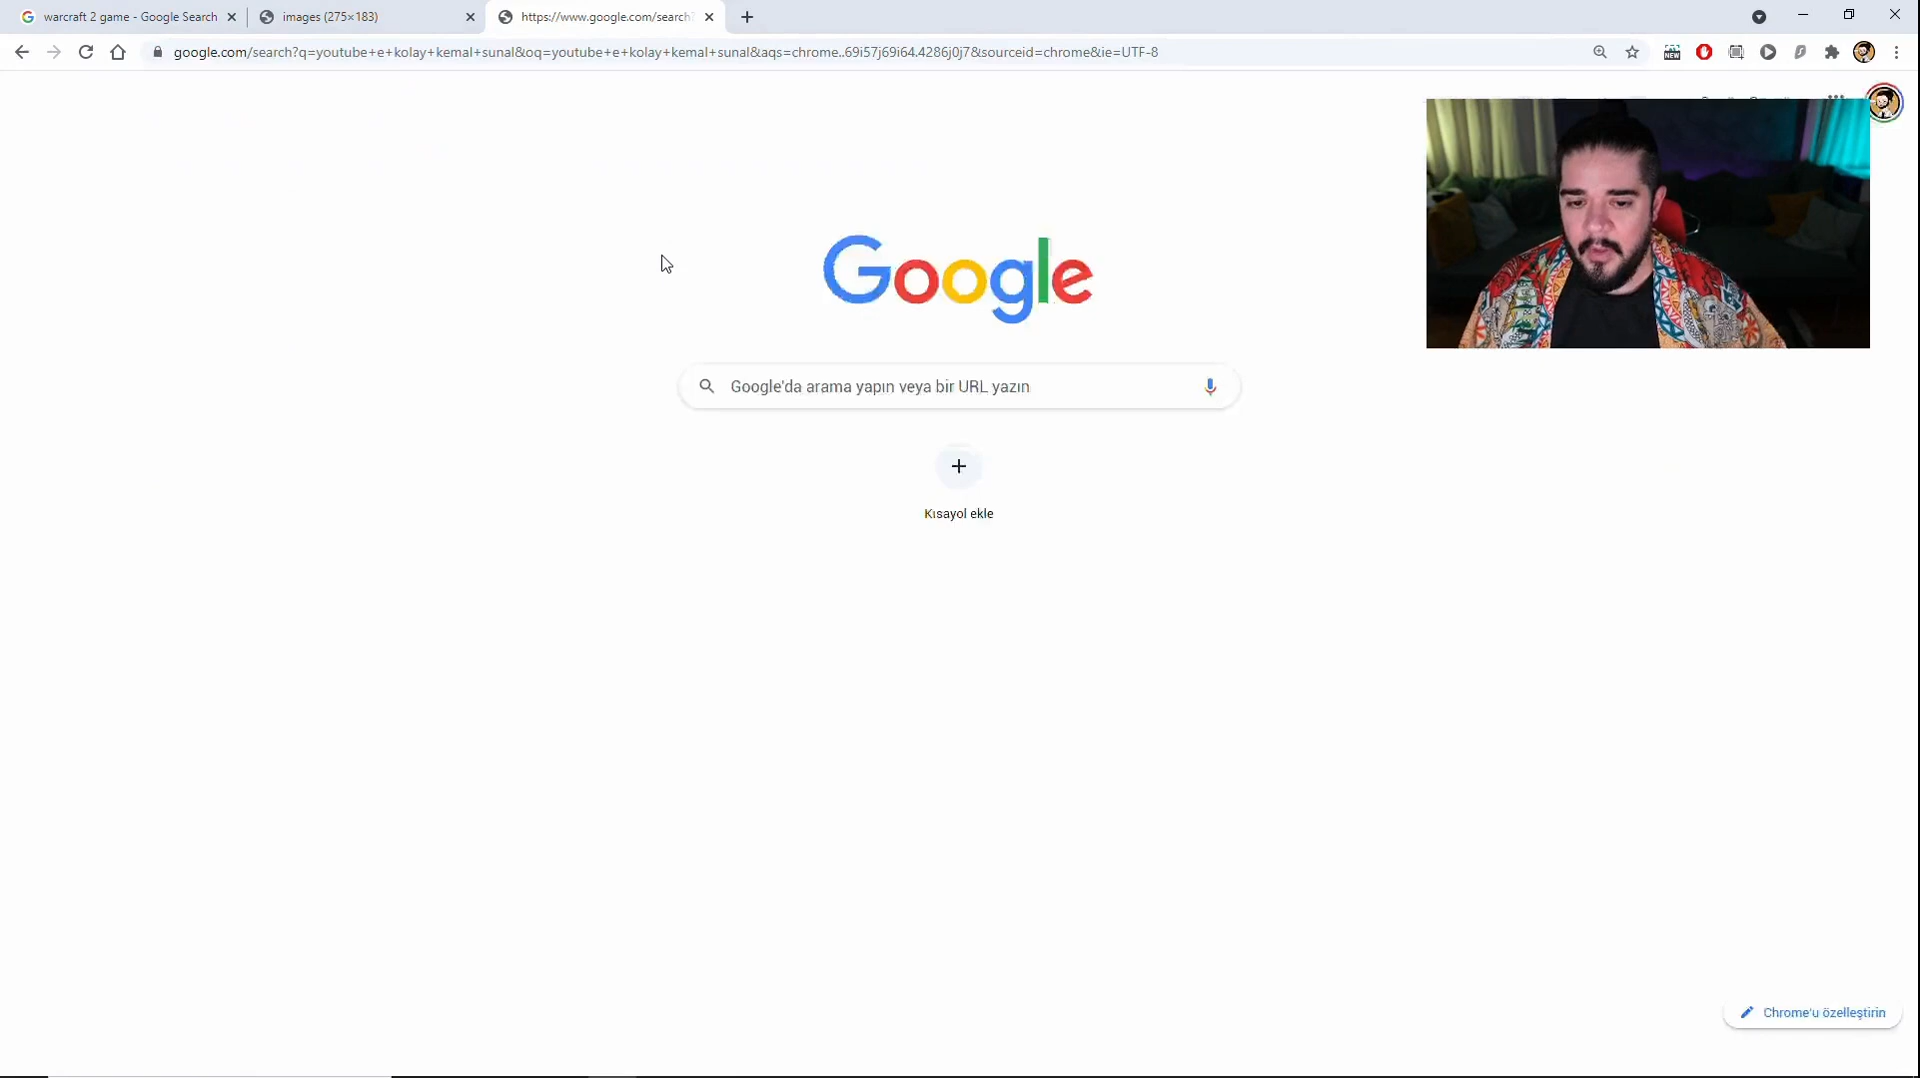 warcraft 2 game - Google Search
images (275×183)
https://www.google.com/search?
google.com/search?q=youtube+e+kolay+kemal+sunal&oq=youtube+e+kolay+kemal+sunal&aqs=chrome..69i57j69i64.4286j0j7&sourceid=chrome&ie=UTF-8
NEW
Google
Google'da arama yapın veya bir URL yazın
Kısayol ekle
Chrome'u özelleştirin